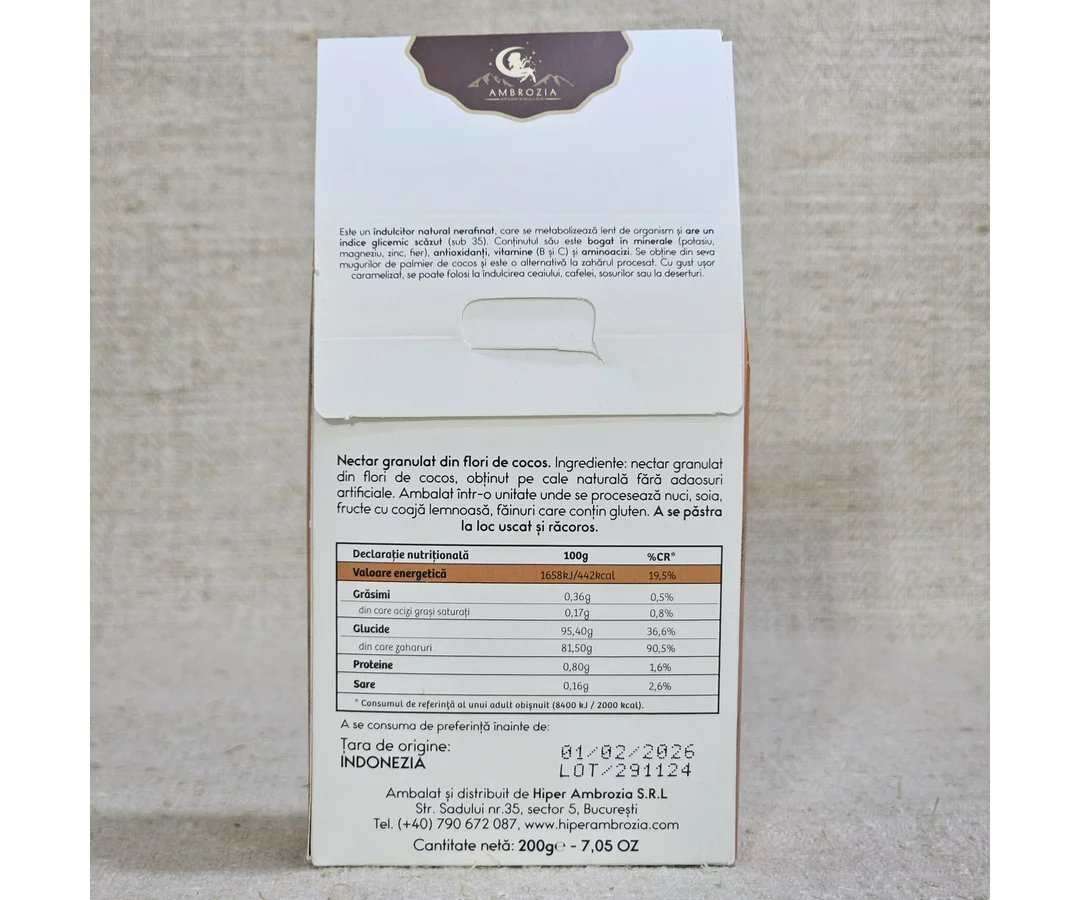 AMBROZIA
Este un îndulcitor natural nerafinat, care se metabolizează lent de organism și are un
indice glicemic scăzut (sub 35). Conținutul său este bogat în minerale (potasiu,
magneziu, zinc, fier), antioxidanți, vitamine (B și C) și aminoacizi. Se obține din seva
mugurilor de palmier de cocos și este o alternativă la zahărul procesat. Cu gust ușor
caramelizat, se poate folosi la îndulcirea ceaiului, cafelei, sosurilor sau la deserturi.
Nectar granulat din flori de cocos. Ingrediente: nectar granulat
din flori de cocos, obținut pe cale naturală fără adaosuri
artificiale. Ambalat într-o unitate unde se procesează nuci, soia,
fructe cu coajă lemnoasă, făinuri care conțin gluten. A se păstra
la loc uscat și răcoros.
Declarație nutrițională 100g %CR*
Valoare energetică 1658kJ/442kcal 19,5%
Grăsimi 0,36g 0,5%
din care acizi grași saturați 0,17g 0,8%
Glucide 95,40g 36,6%
din care zaharuri 81,50g 90,5%
Proteine 0,80g 1,6%
Sare 0,16g 2,6%
* Consumul de referință al unui adult obișnuit (8400 kJ / 2000 kcal).
A se consuma de preferință înainte de:
Țara de origine:
INDONEZIA
01/02/2026
LOT/291124
Ambalat și distribuit de Hiper Ambrozia S.R.L
Str. Sadului nr.35, sector 5, București
Tel. (+40) 790 672 087, www.hiperambrozia.com
Cantitate netă: 200g℮ - 7,05 OZ